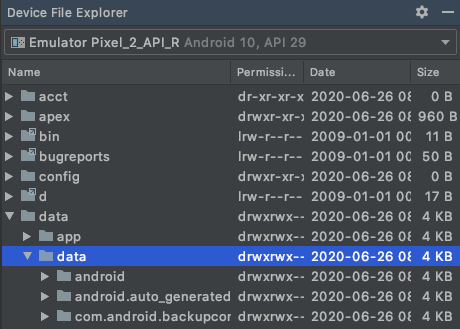 Device File Explorer
Emulator Pixel_2_API_R Android 10, API 29
Name Permissi... Date Size
acct dr-xr-xr-x 2020-06-26 08 0 B
apex drwxr-xr-x 2020-06-26 08 960 B
bin lrw-r--r-- 2009-01-01 00 11 B
bugreports lrw-r--r-- 2009-01-01 00 50 B
config drwxr-xr-x 2020-06-26 08 0 B
d lrw-r--r-- 2009-01-01 00 17 B
data drwxrwx-- 2020-06-26 08 4 KB
app drwxrwx-- 2020-06-26 08 4 KB
data drwxrwx-- 2020-06-26 08 4 KB
android drwxrwx-- 2020-06-26 08 4 KB
android.auto_generated drwxrwx-- 2020-06-26 08 4 KB
com.android.backupcon drwxrwx-- 2020-06-26 08 4 KB